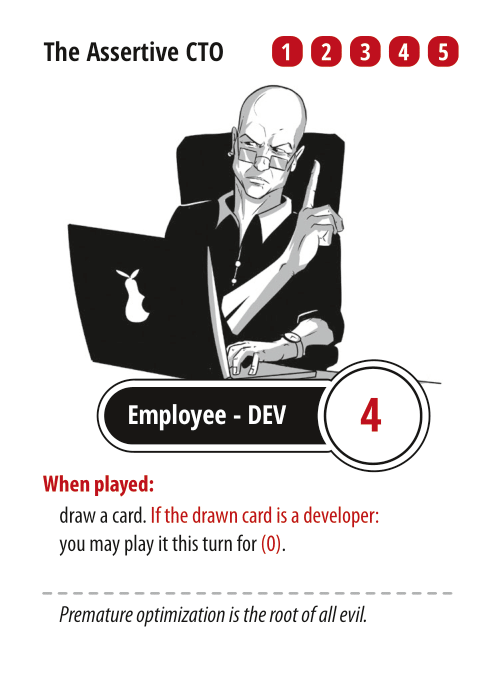 The Assertive CTO 1 2 3 4 5
Employee - DEV 4
When played:
draw a card. If the drawn card is a developer:
you may play it this turn for (0).
Premature optimization is the root of all evil.